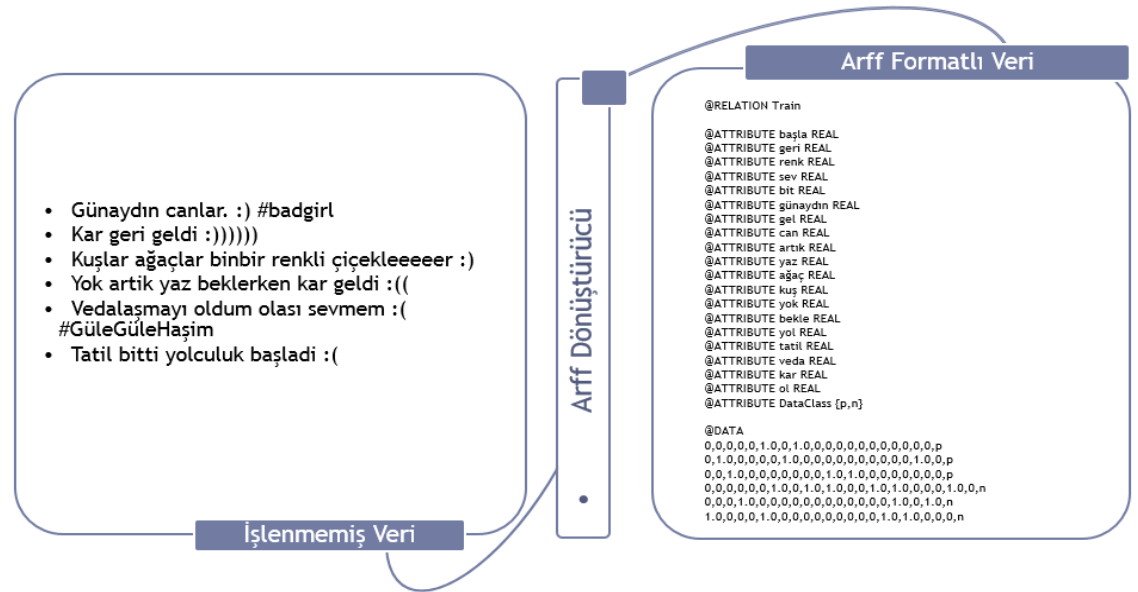 • Günaydın canlar. :) #badgirl
• Kar geri geldi :))))))
• Kuşlar ağaçlar binbir renkli çiçekleeeeer :)
• Yok artik yaz beklerken kar geldi :((
• Vedalaşmayı oldum olası sevmem :(
#GüleGüleHaşim
• Tatil bitti yolculuk başladi :(
İşlenmemiş Veri
Arff Dönüştürücü
•
Arff Formatlı Veri
@RELATION Train
@ATTRIBUTE başla REAL
@ATTRIBUTE geri REAL
@ATTRIBUTE renk REAL
@ATTRIBUTE sev REAL
@ATTRIBUTE bit REAL
@ATTRIBUTE günaydın REAL
@ATTRIBUTE gel REAL
@ATTRIBUTE can REAL
@ATTRIBUTE artık REAL
@ATTRIBUTE yaz REAL
@ATTRIBUTE ağaç REAL
@ATTRIBUTE kuş REAL
@ATTRIBUTE yok REAL
@ATTRIBUTE bekle REAL
@ATTRIBUTE yol REAL
@ATTRIBUTE tatil REAL
@ATTRIBUTE veda REAL
@ATTRIBUTE kar REAL
@ATTRIBUTE ol REAL
@ATTRIBUTE DataClass {p,n}
@DATA
0,0,0,0,0,1.0,0,1.0,0,0,0,0,0,0,0,0,0,0,0,p
0,1.0,0,0,0,0,1.0,0,0,0,0,0,0,0,0,0,0,1.0,0,p
0,0,1.0,0,0,0,0,0,0,0,1.0,1.0,0,0,0,0,0,0,0,p
0,0,0,0,0,0,1.0,0,1.0,1.0,0,0,1.0,1.0,0,0,0,1.0,0,n
0,0,0,1.0,0,0,0,0,0,0,0,0,0,0,0,0,1.0,0,1.0,n
1.0,0,0,0,1.0,0,0,0,0,0,0,0,0,0,1.0,1.0,0,0,0,n